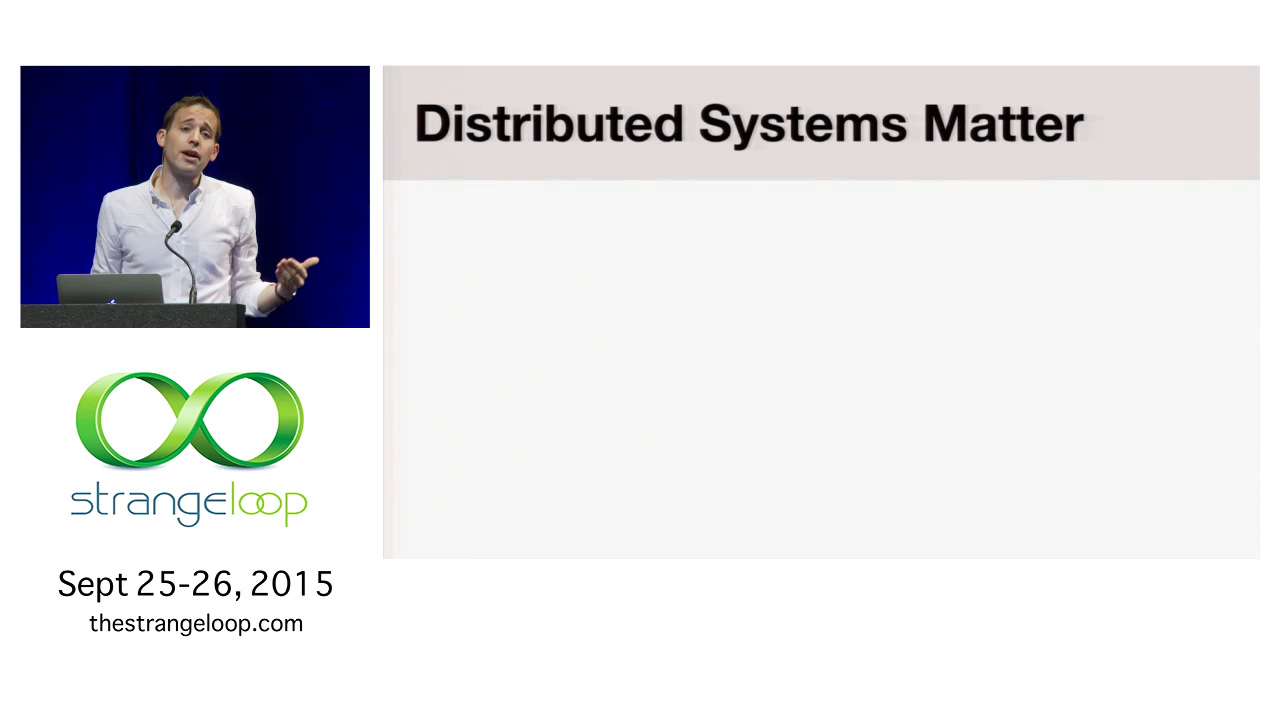 Distributed Systems Matter
strangeloop
Sept 25-26, 2015
thestrangeloop.com